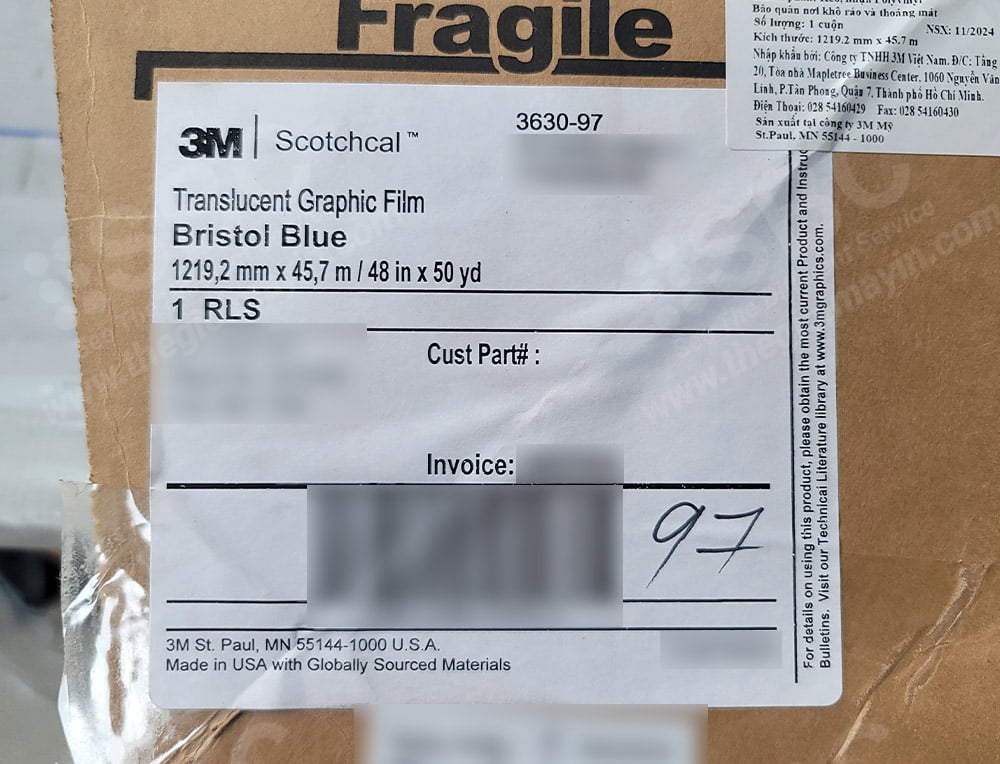 Fragile
Bảo quản nơi khô ráo và thoáng mát
Số lượng: 1 cuộn
NSX: 11/2024
Kích thước: 1219.2 mm x 45.7 m
Nhập khẩu bởi: Công ty TNHH 3M Việt Nam. Đ/C: Tầng
20, Tòa nhà Mapletree Business Center, 1060 Nguyễn Văn
Linh, P.Tân Phong, Quận 7, Thành phố Hồ Chí Minh.
Điện Thoại: 028 54160429 Fax: 028 54160430
Sản xuất tại công ty 3M Mỹ
St.Paul, MN 55144 - 1000
3M Scotchcal™
3630-97
Translucent Graphic Film
Bristol Blue
1219,2 mm x 45,7 m / 48 in x 50 yd
1 RLS
Cust Part# :
Invoice:
97
3M St. Paul, MN 55144-1000 U.S.A.
Made in USA with Globally Sourced Materials
For details on using this product, please obtain the most current Product and Instruc
Bulletins. Visit our Technical Literature library at www.3mgraphics.com.